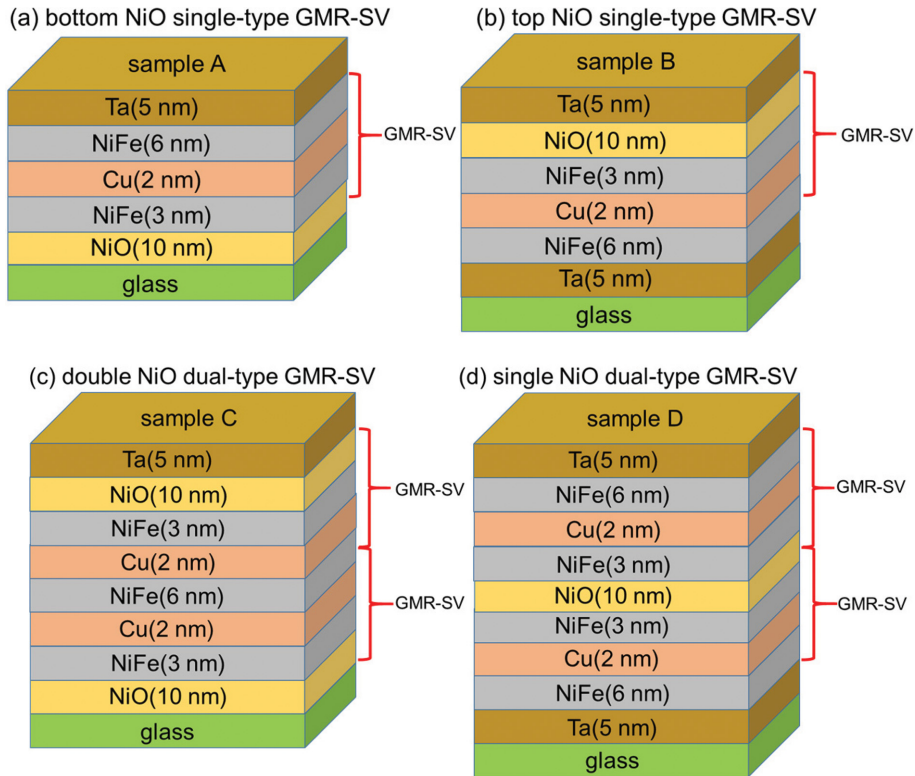 (a) bottom NiO single-type GMR-SV
sample A
Ta(5 nm)
NiFe(6 nm)
Cu(2 nm)
NiFe(3 nm)
NiO(10 nm)
glass
GMR-SV
(b) top NiO single-type GMR-SV
sample B
Ta(5 nm)
NiO(10 nm)
NiFe(3 nm)
Cu(2 nm)
NiFe(6 nm)
Ta(5 nm)
glass
GMR-SV
(c) double NiO dual-type GMR-SV
sample C
Ta(5 nm)
NiO(10 nm)
NiFe(3 nm)
Cu(2 nm)
NiFe(6 nm)
Cu(2 nm)
NiFe(3 nm)
NiO(10 nm)
glass
GMR-SV
GMR-SV
(d) single NiO dual-type GMR-SV
sample D
Ta(5 nm)
NiFe(6 nm)
Cu(2 nm)
NiFe(3 nm)
NiO(10 nm)
NiFe(3 nm)
Cu(2 nm)
NiFe(6 nm)
Ta(5 nm)
glass
GMR-SV
GMR-SV